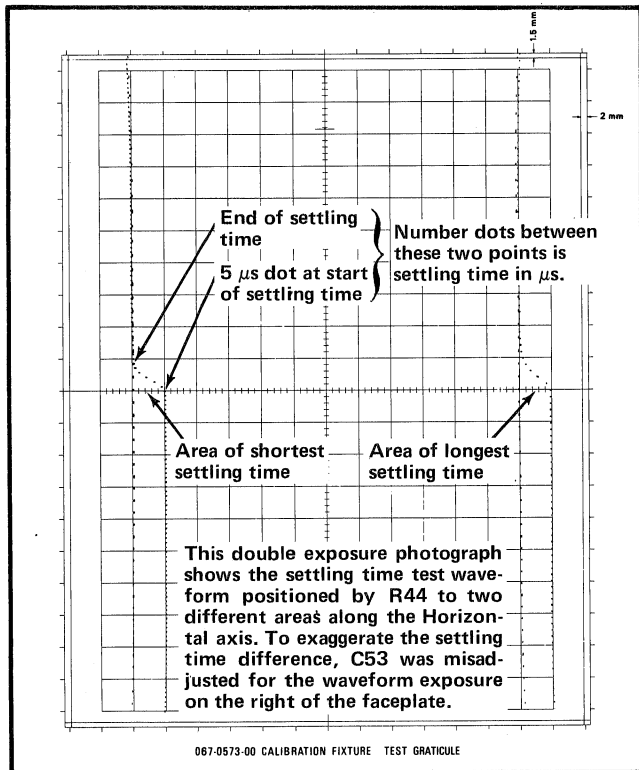 1.5 mm
2 mm
End of settling
time
5 µs dot at start
of settling time
Number dots between
these two points is
settling time in µs.
Area of shortest
settling time
Area of longest
settling time
This double exposure photograph
shows the settling time test wave-
form positioned by R44 to two
different areas along the Horizon-
tal axis. To exaggerate the settling
time difference, C53 was misad-
justed for the waveform exposure
on the right of the faceplate.
067-0573-00 CALIBRATION FIXTURE TEST GRATICULE